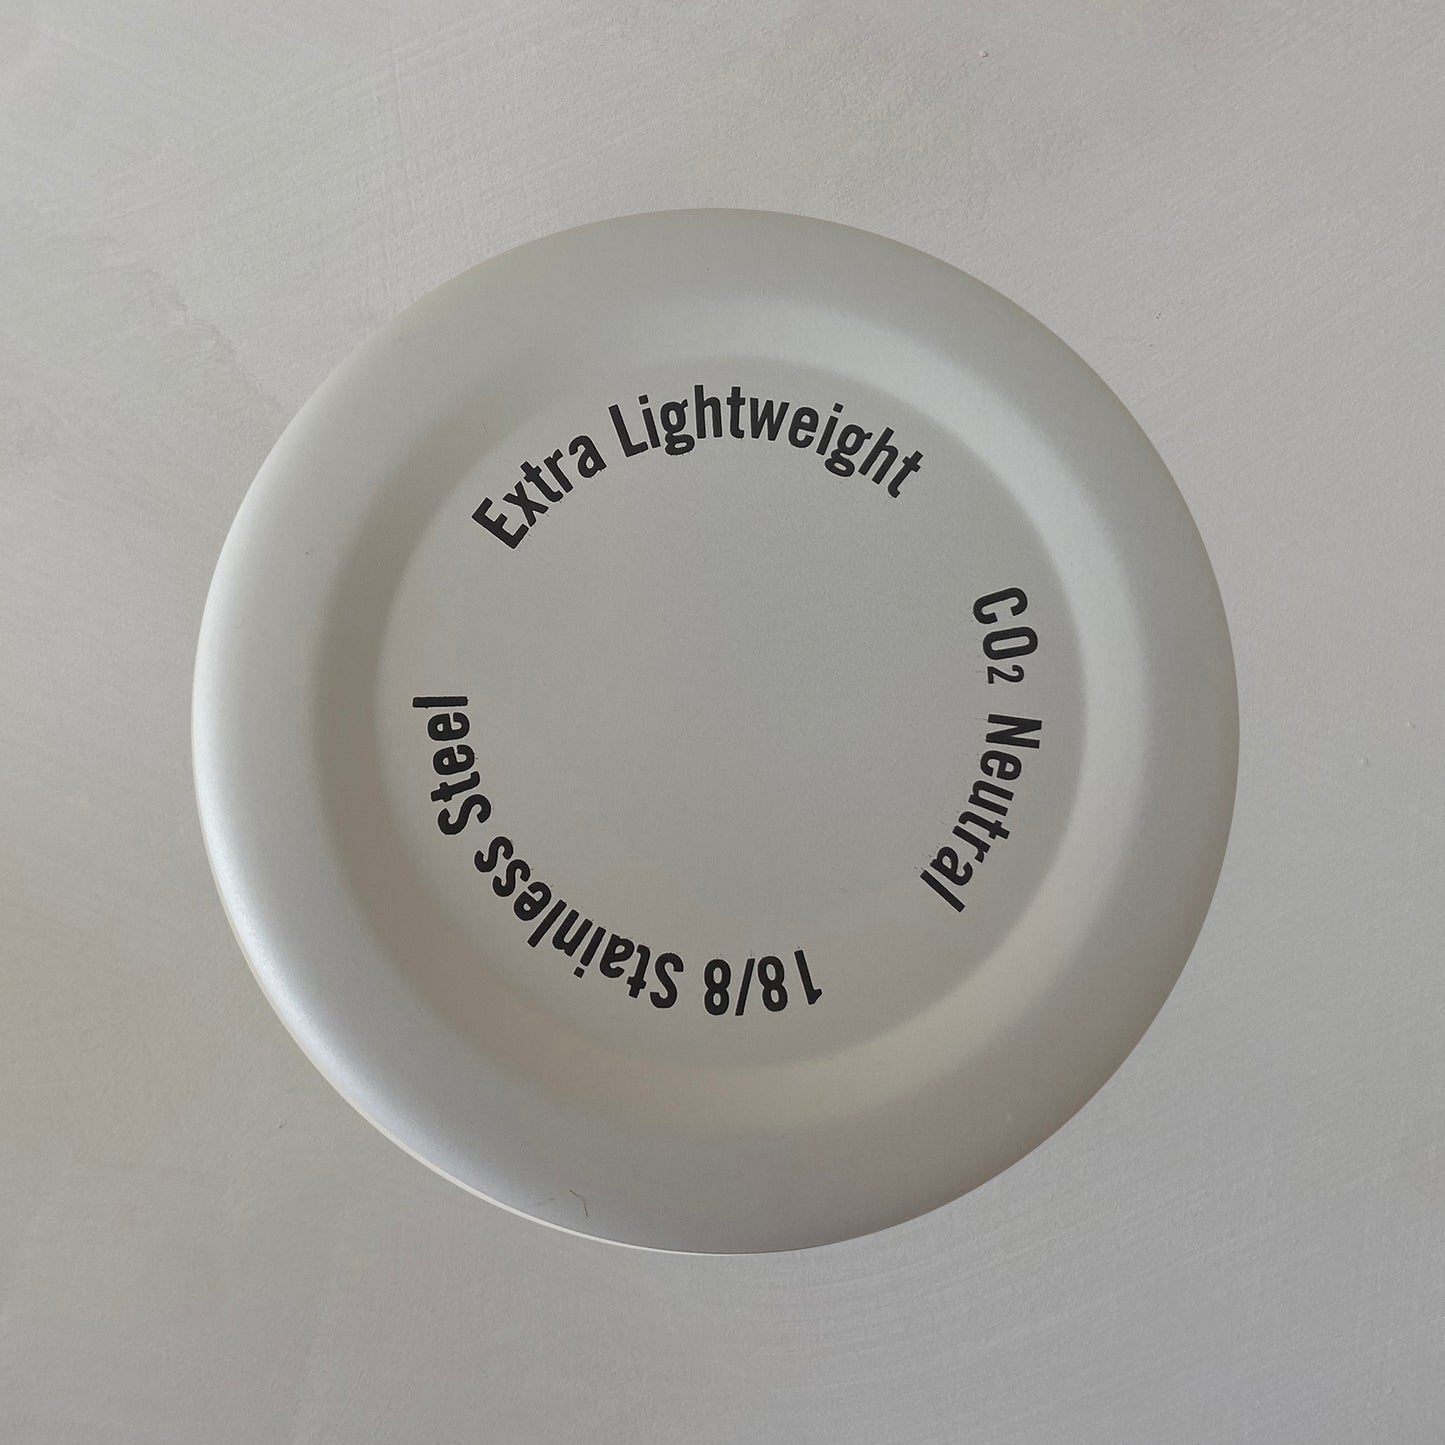 Extra Lightweight
CO₂ Neutral
18/8 Stainless Steel